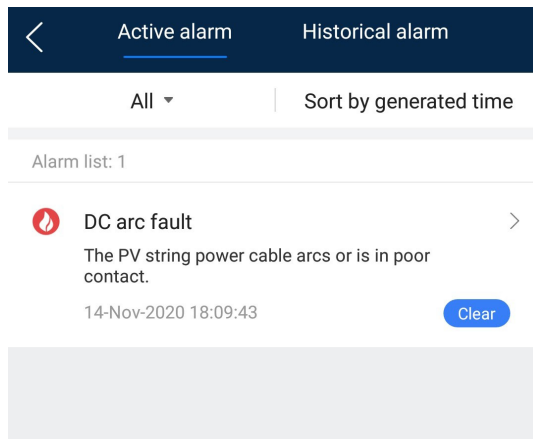 Active alarm Historical alarm
All Sort by generated time
Alarm list: 1
DC arc fault
The PV string power cable arcs or is in poor
contact.
14-Nov-2020 18:09:43 Clear